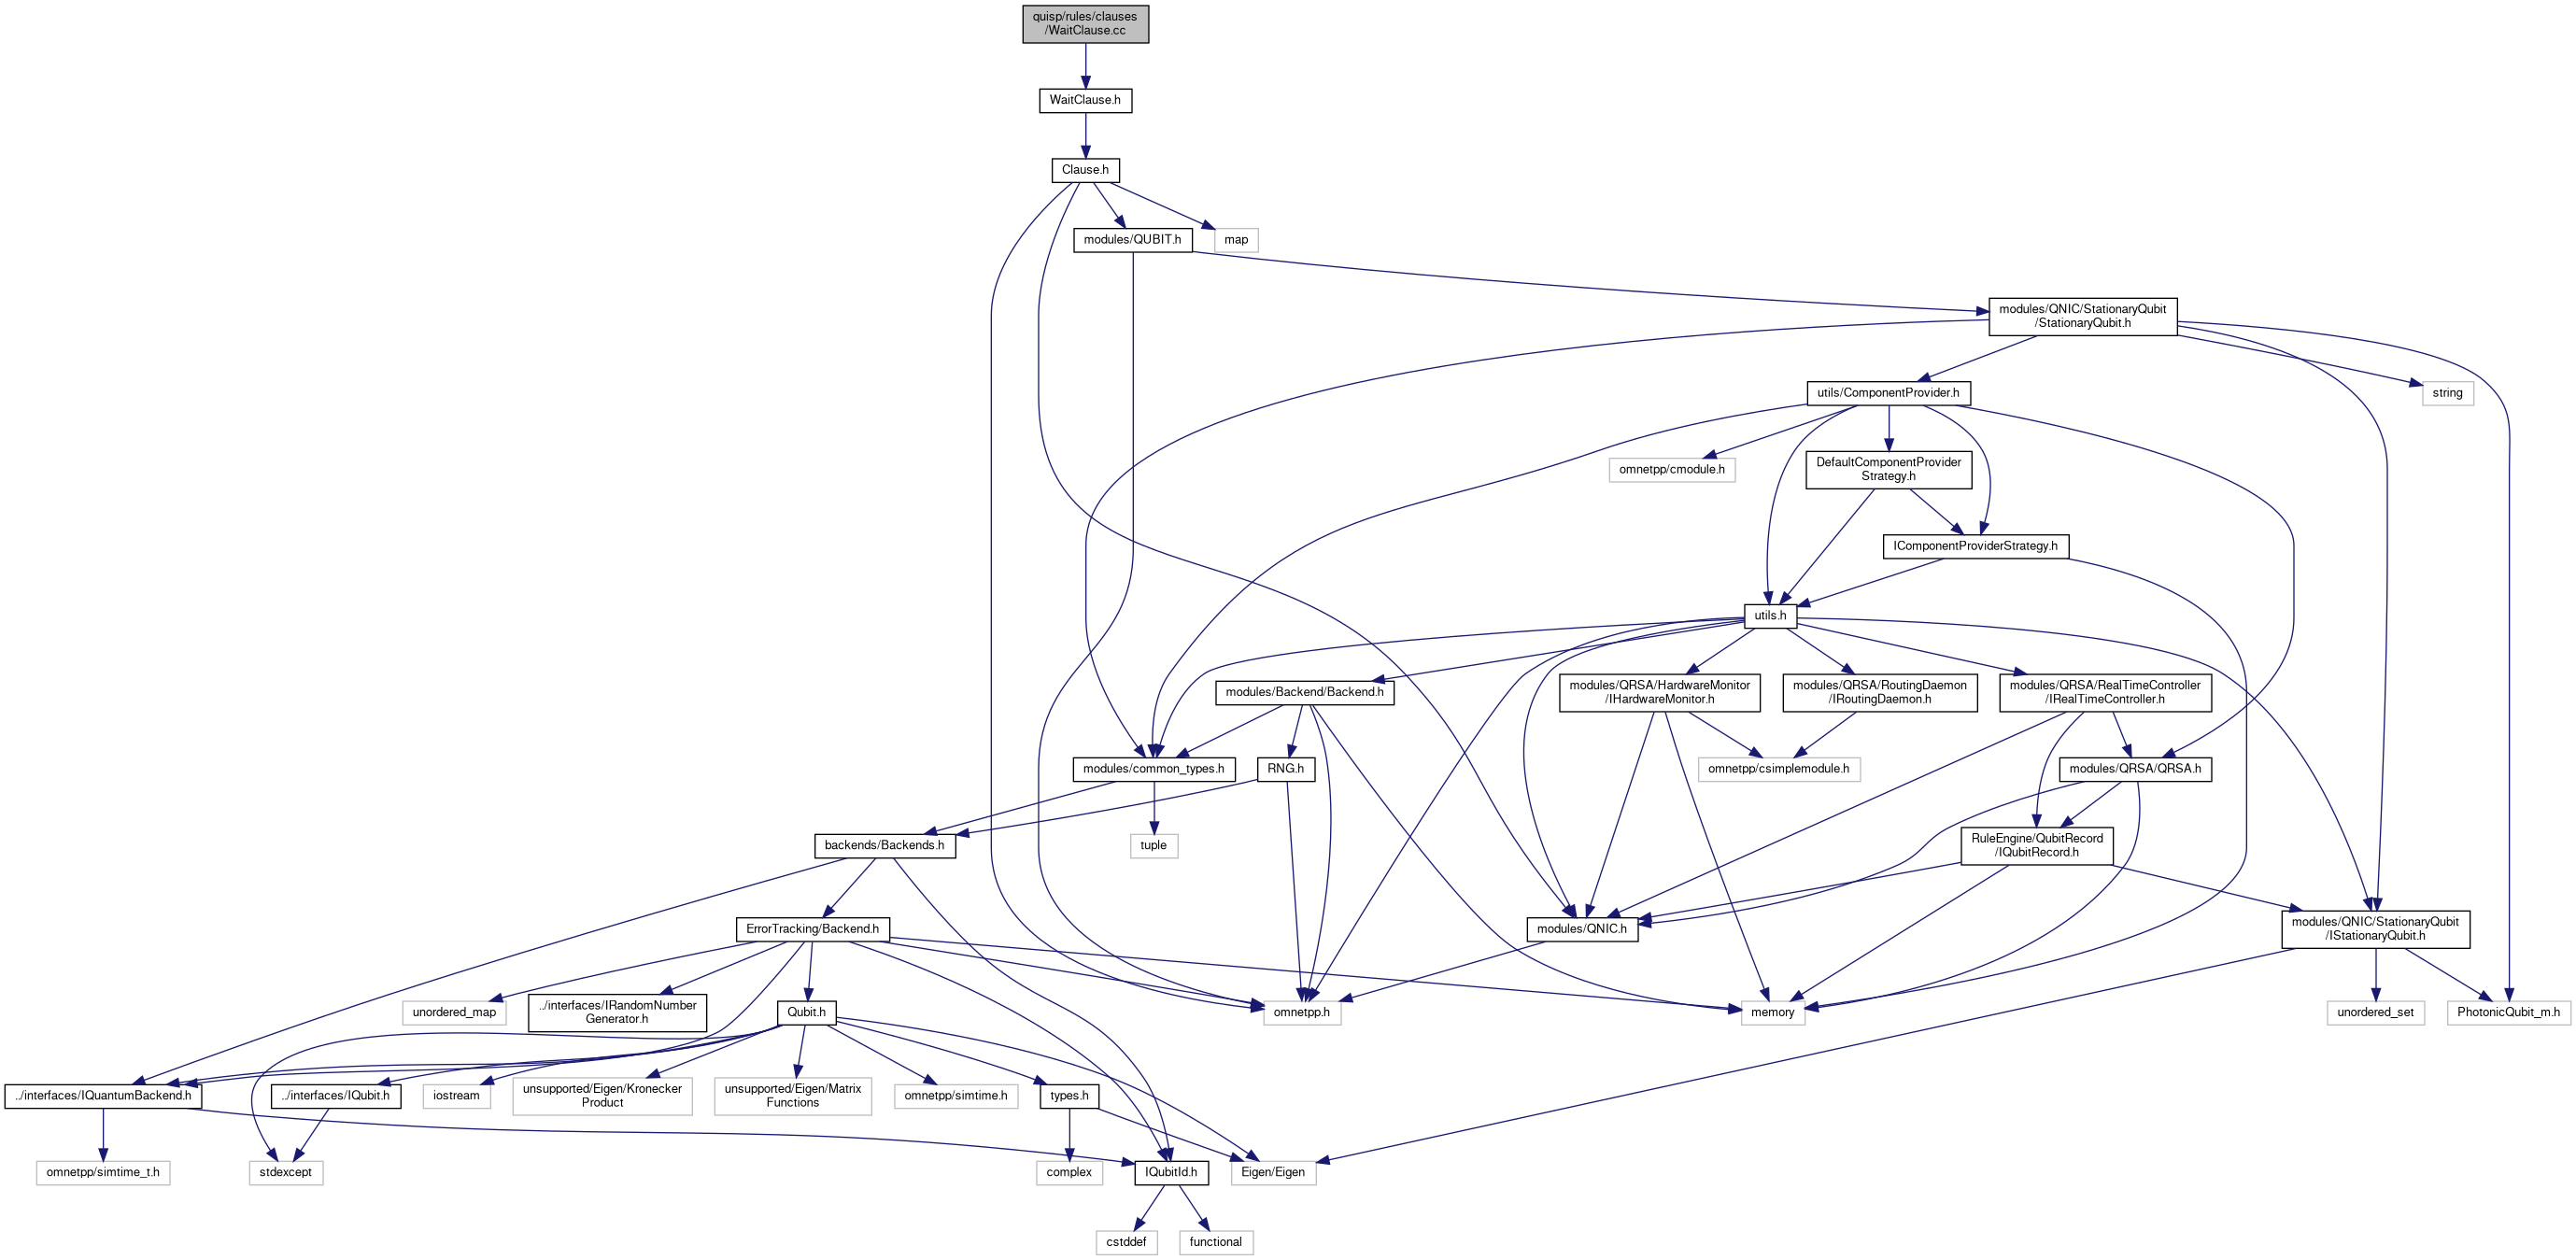 quisp/rules/clauses
/WaitClause.cc
WaitClause.h
Clause.h
modules/QUBIT.h
map
modules/QNIC/StationaryQubit
/StationaryQubit.h
utils/ComponentProvider.h
string
omnetpp/cmodule.h
DefaultComponentProvider
Strategy.h
IComponentProviderStrategy.h
utils.h
modules/Backend/Backend.h
modules/QRSA/HardwareMonitor
/IHardwareMonitor.h
modules/QRSA/RoutingDaemon
/IRoutingDaemon.h
modules/QRSA/RealTimeController
/IRealTimeController.h
modules/common_types.h
RNG.h
omnetpp/csimplemodule.h
modules/QRSA/QRSA.h
backends/Backends.h
tuple
RuleEngine/QubitRecord
/IQubitRecord.h
ErrorTracking/Backend.h
modules/QNIC.h
modules/QNIC/StationaryQubit
/IStationaryQubit.h
unordered_map
../interfaces/IRandomNumber
Generator.h
Qubit.h
omnetpp.h
memory
unordered_set
PhotonicQubit_m.h
../interfaces/IQuantumBackend.h
../interfaces/IQubit.h
iostream
unsupported/Eigen/Kronecker
Product
unsupported/Eigen/Matrix
Functions
omnetpp/simtime.h
types.h
omnetpp/simtime_t.h
stdexcept
complex
IQubitId.h
Eigen/Eigen
cstddef
functional